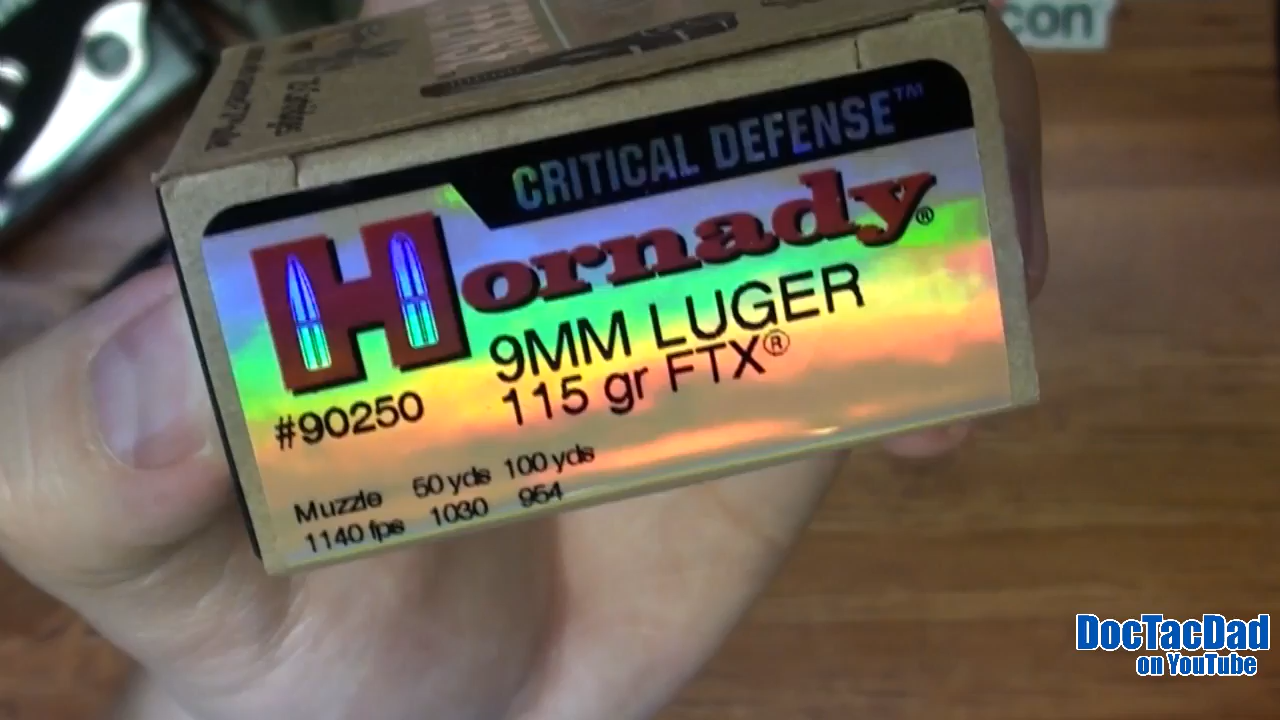 con
CRITICAL DEFENSE™
Hornady®
9MM LUGER
115 gr FTX®
#90250
Muzzle 50 yds 100 yds
1140 fps 1030 954
DocTacDad
on YouTube